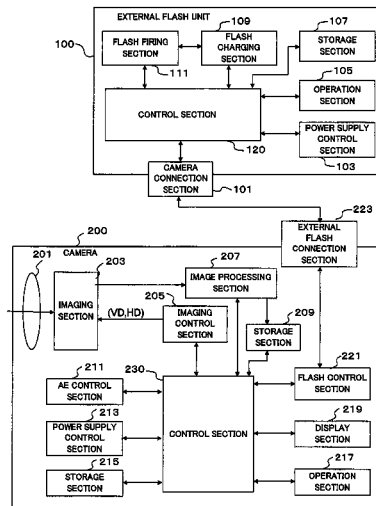 EXTERNAL FLASH UNIT
100
109
107
FLASH FIRING
SECTION
FLASH
CHARGING
SECTION
STORAGE
SECTION
111
105
OPERATION
SECTION
CONTROL SECTION
POWER SUPPLY
CONTROL
SECTION
120
103
CAMERA
CONNECTION
SECTION
101
223
200
EXTERNAL
FLASH
CONNECTION
SECTION
CAMERA
201
203
207
IMAGE PROCESSING
SECTION
205
IMAGING
SECTION
(VD,HD)
IMAGING
CONTROL
SECTION
209
STORAGE
SECTION
211
230
221
AE CONTROL
SECTION
FLASH CONTROL
SECTION
213
219
POWER SUPPLY
CONTROL
SECTION
CONTROL SECTION
DISPLAY
SECTION
215
217
STORAGE
SECTION
OPERATION
SECTION